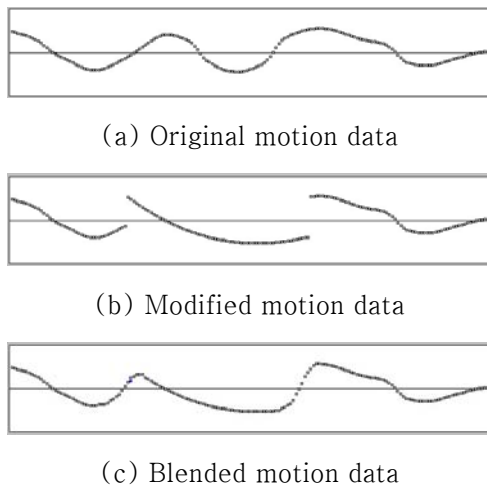 (a) Original motion data
(b) Modified motion data
(c) Blended motion data